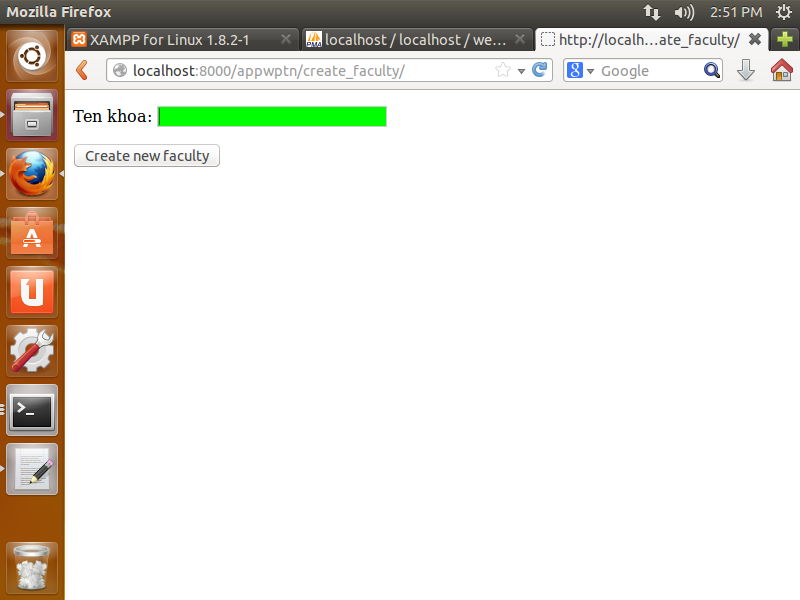 Mozilla Firefox
2:51 PM
XAMPP for Linux 1.8.2-1
localhost / localhost / we...
http://localh...ate_faculty/
localhost:8000/appwptn/create_faculty/
Google
Ten khoa:
Create new faculty